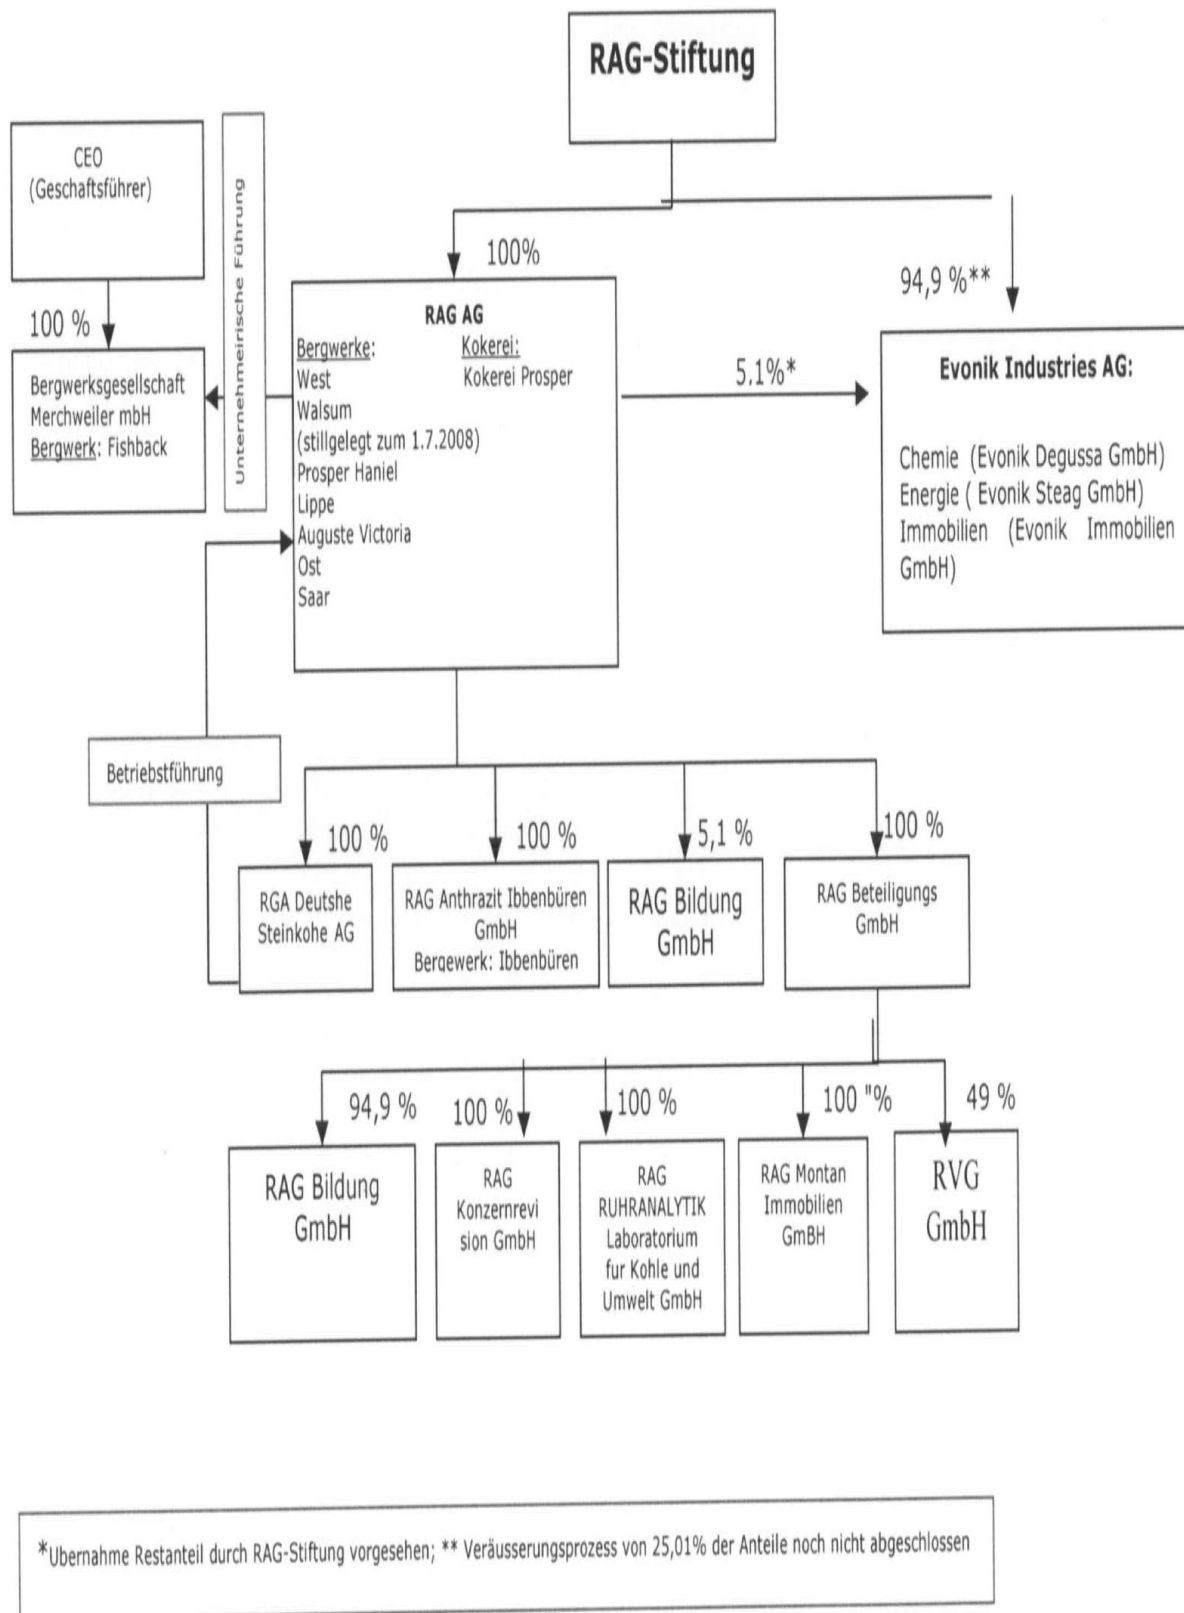 RAG-Stiftung
CEO
(Geschaftsführer)
Unternehmeirische Führung
100%
94,9 %**
100 %
RAG AG
Bergwerke:
Kokerei:
West
Kokerei Prosper
Walsum
(stillgelegt zum 1.7.2008)
Prosper Haniel
Lippe
Auguste Victoria
Ost
Saar
Bergwerksgesellschaft
Merchweiler mbH
Bergwerk: Fishback
5.1%*
Evonik Industries AG:
Chemie (Evonik Degussa GmbH)
Energie ( Evonik Steag GmbH)
Immobilien (Evonik Immobilien
GmbH)
Betriebstführung
100 %
100 %
5,1 %
100 %
RGA Deutshe
Steinkohe AG
RAG Anthrazit Ibbenbüren
GmbH
Bergewerk: Ibbenbüren
RAG Bildung
GmbH
RAG Beteiligungs
GmbH
94,9 %
100 %
100 %
100 "%
49 %
RAG Bildung
GmbH
RAG
Konzernrevi
sion GmbH
RAG
RUHRANALYTIK
Laboratorium
fur Kohle und
Umwelt GmbH
RAG Montan
Immobilien
GmBH
RVG
GmbH
*Ubernahme Restanteil durch RAG-Stiftung vorgesehen; ** Veräusserungsprozess von 25,01% der Anteile noch nicht abgeschlossen